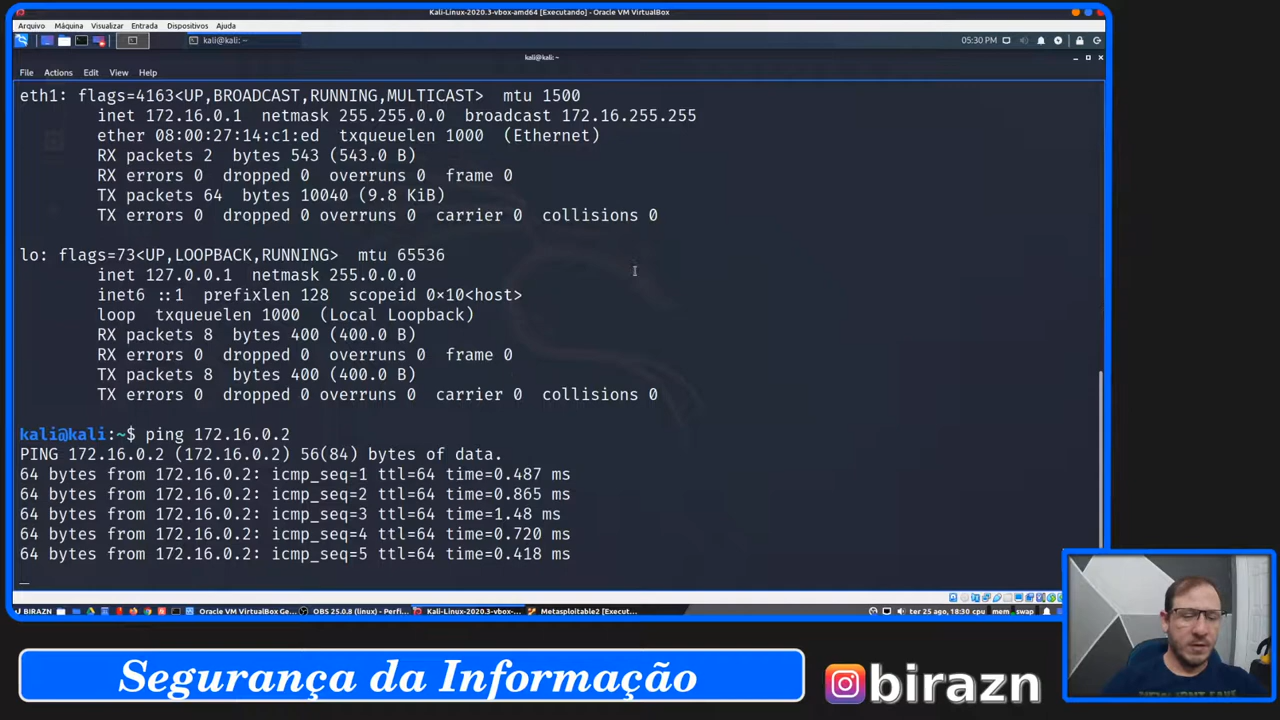 Kali-Linux-2020.3-vbox-amd64 [Executando] - Oracle VM VirtualBox
Arquivo Máquina Visualizar Entrada Dispositivos Ajuda
kali@kali: ~ 05:30 PM
kali@kali: ~
File Actions Edit View Help
eth1: flags=4163<UP,BROADCAST,RUNNING,MULTICAST> mtu 1500
inet 172.16.0.1 netmask 255.255.0.0 broadcast 172.16.255.255
ether 08:00:27:14:c1:ed txqueuelen 1000 (Ethernet)
RX packets 2 bytes 543 (543.0 B)
RX errors 0 dropped 0 overruns 0 frame 0
TX packets 64 bytes 10040 (9.8 KiB)
TX errors 0 dropped 0 overruns 0 carrier 0 collisions 0
lo: flags=73<UP,LOOPBACK,RUNNING> mtu 65536
inet 127.0.0.1 netmask 255.0.0.0
inet6 ::1 prefixlen 128 scopeid 0×10<host>
loop txqueuelen 1000 (Local Loopback)
RX packets 8 bytes 400 (400.0 B)
RX errors 0 dropped 0 overruns 0 frame 0
TX packets 8 bytes 400 (400.0 B)
TX errors 0 dropped 0 overruns 0 carrier 0 collisions 0
kali@kali:~$ ping 172.16.0.2
PING 172.16.0.2 (172.16.0.2) 56(84) bytes of data.
64 bytes from 172.16.0.2: icmp_seq=1 ttl=64 time=0.487 ms
64 bytes from 172.16.0.2: icmp_seq=2 ttl=64 time=0.865 ms
64 bytes from 172.16.0.2: icmp_seq=3 ttl=64 time=1.48 ms
64 bytes from 172.16.0.2: icmp_seq=4 ttl=64 time=0.720 ms
64 bytes from 172.16.0.2: icmp_seq=5 ttl=64 time=0.418 ms
BIRAZN Oracle VM VirtualBox Ge... OBS 25.0.8 (linux) - Perfi... Kali-Linux-2020.3-vbox-... Metasploitable2 [Execut... ter 25 ago, 18:30 cpu mem swap
Segurança da Informação
birazn